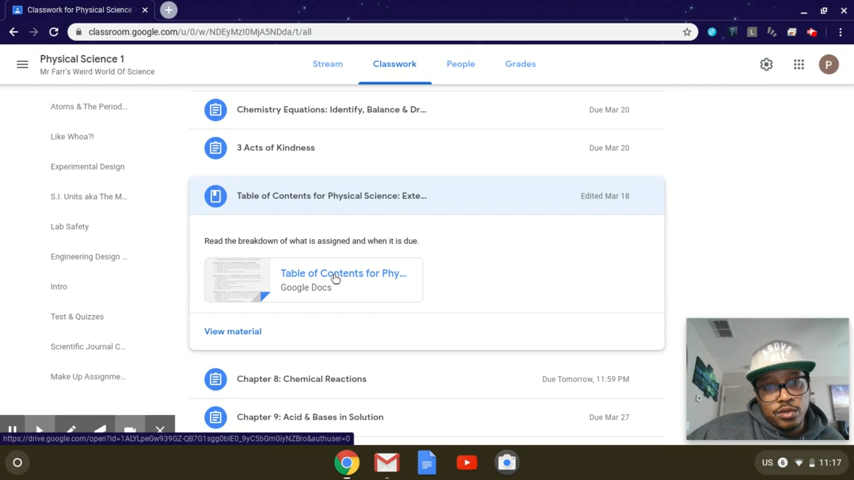 Classwork for Physical Science
classroom.google.com/u/0/w/NDEyMzI0MjA5NDda/t/all
Physical Science 1
Mr Farr's Weird World Of Science
Stream
Classwork
People
Grades
P
Atoms & The Period...
Like Whoa?!
Experimental Design
S.I. Units aka The M...
Lab Safety
Engineering Design ...
Intro
Test & Quizzes
Scientific Journal C...
Make Up Assignme...
Chemistry Equations: Identify, Balance & Dr...
Due Mar 20
3 Acts of Kindness
Due Mar 20
Table of Contents for Physical Science: Exte...
Edited Mar 18
Read the breakdown of what is assigned and when it is due.
Table of Contents for Phy...
Google Docs
View material
Chapter 8: Chemical Reactions
Due Tomorrow, 11:59 PM
Chapter 9: Acid & Bases in Solution
Due Mar 27
ABOVE
https://drive.google.com/open?id=1ALYLpeGw939GZ-QB7G1sgg0blE0_9yC5bGm0iyNZBro&authuser=0
US
6
11:17